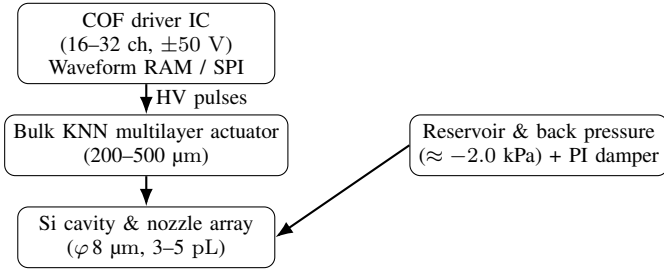 COF driver IC
(16–32 ch, ±50 V)
Waveform RAM / SPI
HV pulses
Bulk KNN multilayer actuator
(200–500 µm)
Reservoir & back pressure
(≈ −2.0 kPa) + PI damper
Si cavity & nozzle array
(φ 8 µm, 3–5 pL)